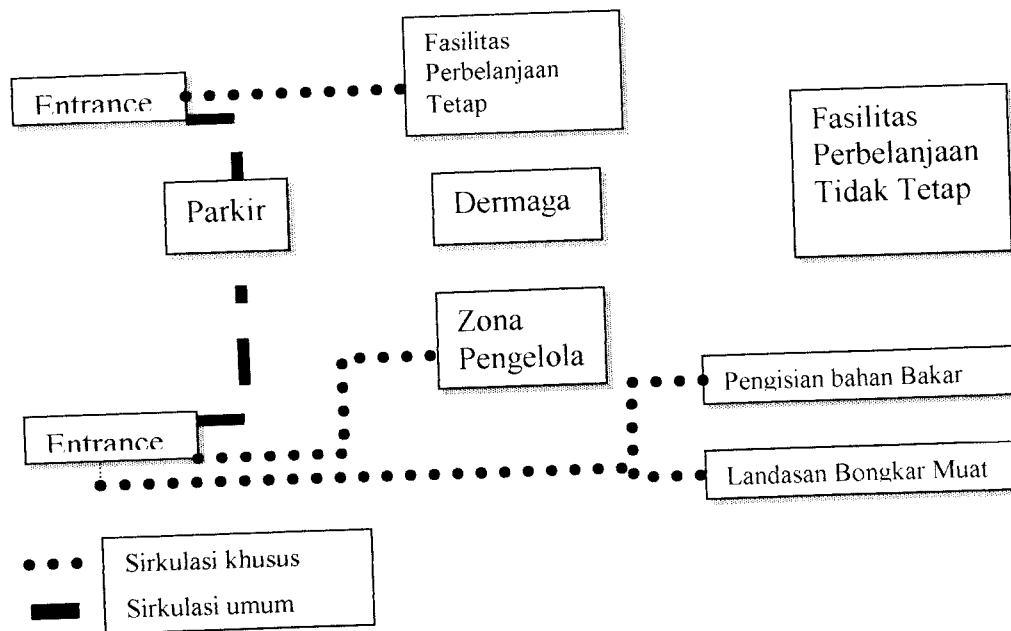 Fasilitas
Perbelanjaan
Tetap
Entrance
Fasilitas
Perbelanjaan
Tidak Tetap
Parkir
Dermaga
Zona
Pengelola
Pengisian bahan Bakar
Entrance
Landasan Bongkar Muat
Sirkulasi khusus
Sirkulasi umum